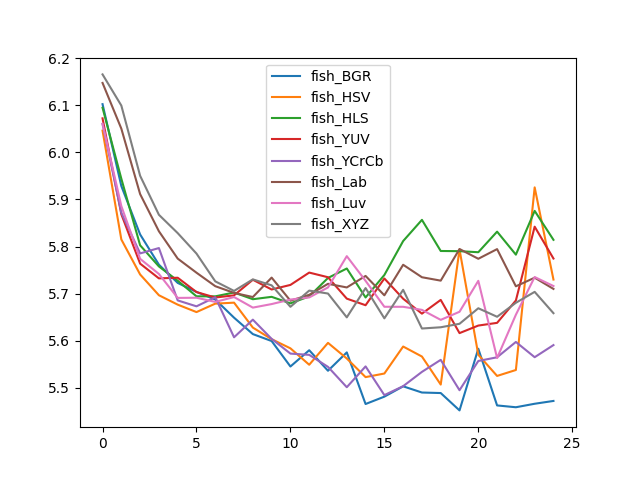 6.2
6.1
6.0
5.9
5.8
5.7
5.6
5.5
fish_BGR
fish_HSV
fish_HLS
fish_YUV
fish_YCrCb
fish_Lab
fish_Luv
fish_XYZ
0 5 10 15 20 25